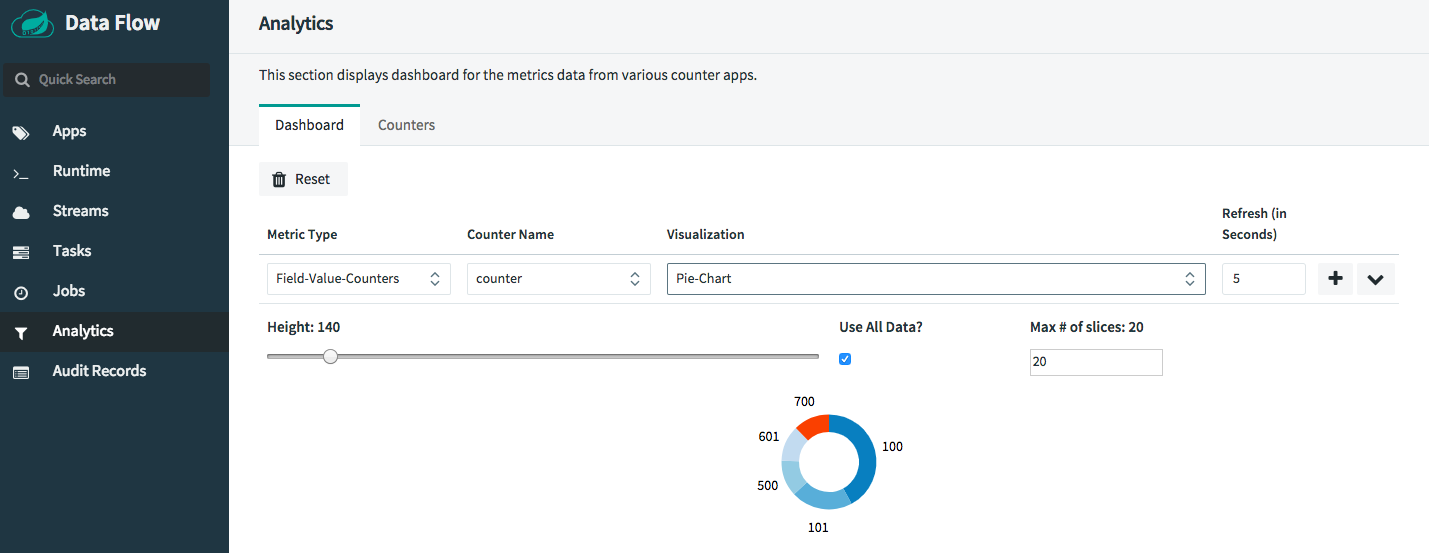 Data Flow
Quick Search
Apps
Runtime
Streams
Tasks
Jobs
Analytics
Audit Records
Analytics
This section displays dashboard for the metrics data from various counter apps.
Dashboard Counters
Reset
Metric Type Counter Name Visualization Refresh (in
Seconds)
Field-Value-Counters counter Pie-Chart 5
Height: 140 Use All Data? Max # of slices: 20
20
700
601
100
500
101